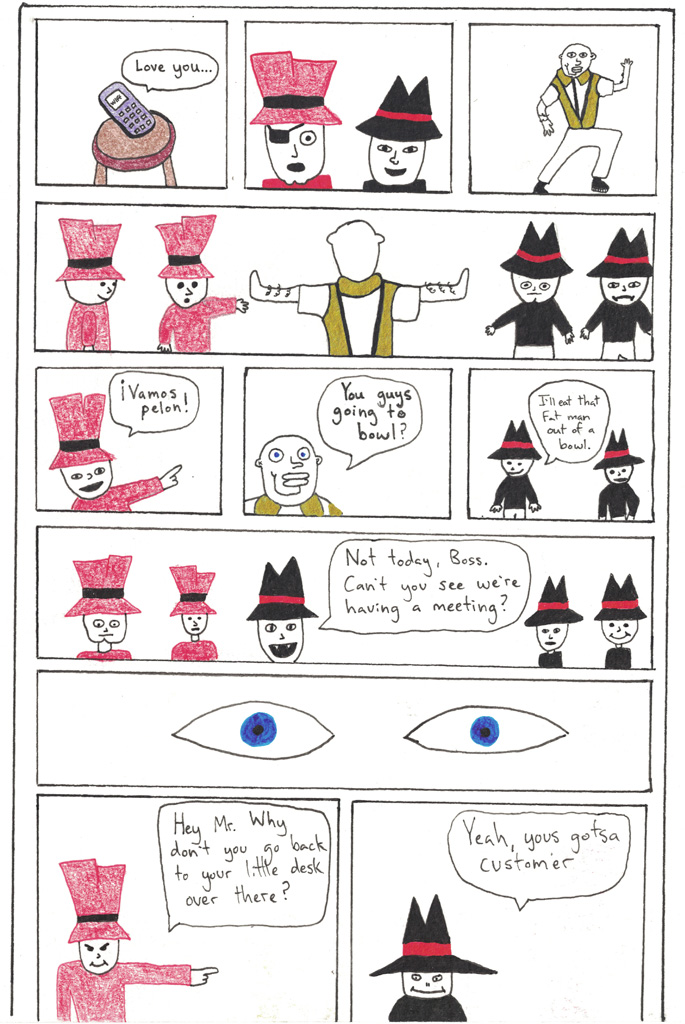 Love you...
¡Vamos
pelon!
You guys
going to
bowl?
I'll eat that
Fat man
out of a
bowl.
Not today, Boss.
Can't you see we're
having a meeting?
Hey Mr. Why
don't you go back
to your little desk
over there?
Yeah, yous gotsa
customer